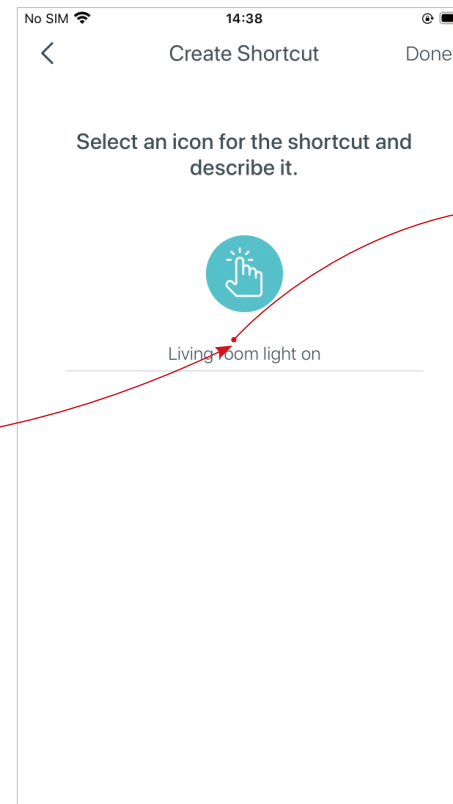 No SIM 14:38
Create Shortcut Done
Select an icon for the shortcut and
describe it.
Living room light on